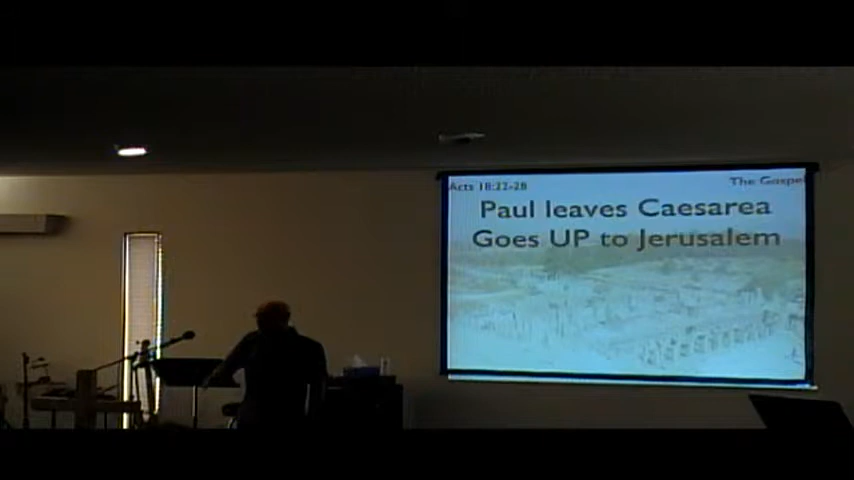 Acts 18:22-28
The Gospel
Paul leaves Caesarea
Goes UP to Jerusalem